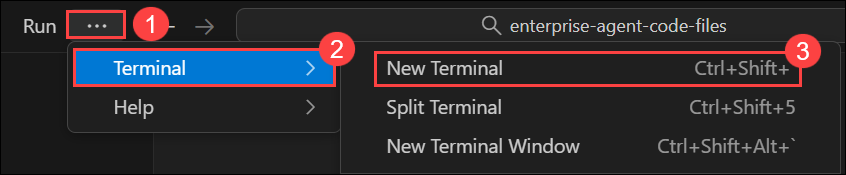 Run ... 1 enterprise-agent-code-files
2 3
Terminal New Terminal Ctrl+Shift+
Help Split Terminal Ctrl+Shift+5
New Terminal Window Ctrl+Shift+Alt+`